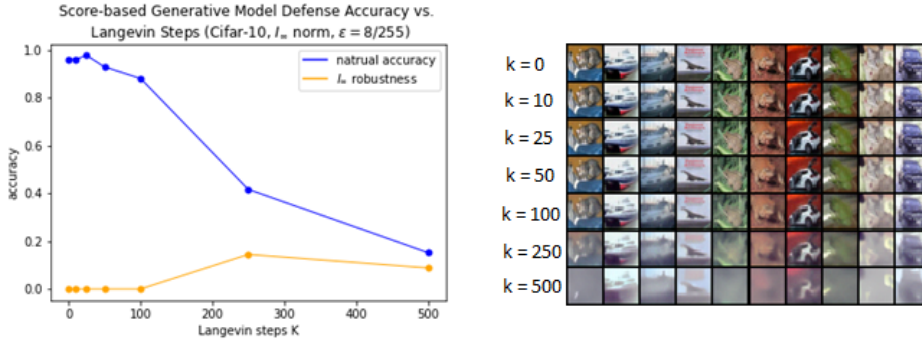 Score-based Generative Model Defense Accuracy vs.
Langevin Steps (Cifar-10, l∞ norm, ε = 8/255)
natrual accuracy
l∞ robustness
1.0
0.8
0.6
0.4
0.2
0.0
accuracy
0 100 200 300 400 500
Langevin steps K
k = 0
k = 10
k = 25
k = 50
k = 100
k = 250
k = 500